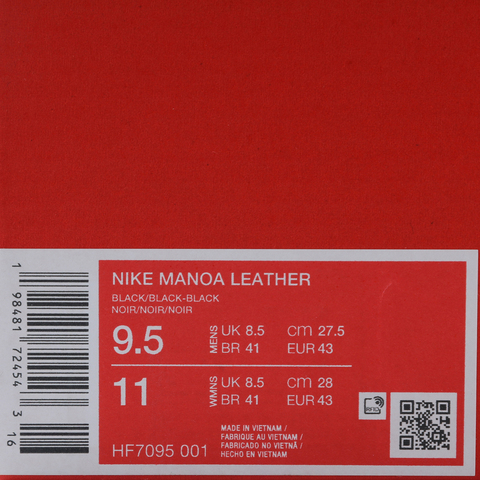 NIKE MANOA LEATHER
BLACK/BLACK-BLACK
NOIR/NOIR/NOIR
9.5 MENS UK 8.5 CM 27.5
BR 41 EUR 43
11 WMNS UK 8.5 CM 28
BR 41 EUR 43
HF7095 001
MADE IN VIETNAM /
FABRIQUE AU VIETNAM /
FABRICADO NO VIETNÃ /
HECHO EN VIETNAM
RFID
1 98481 72454 3 16